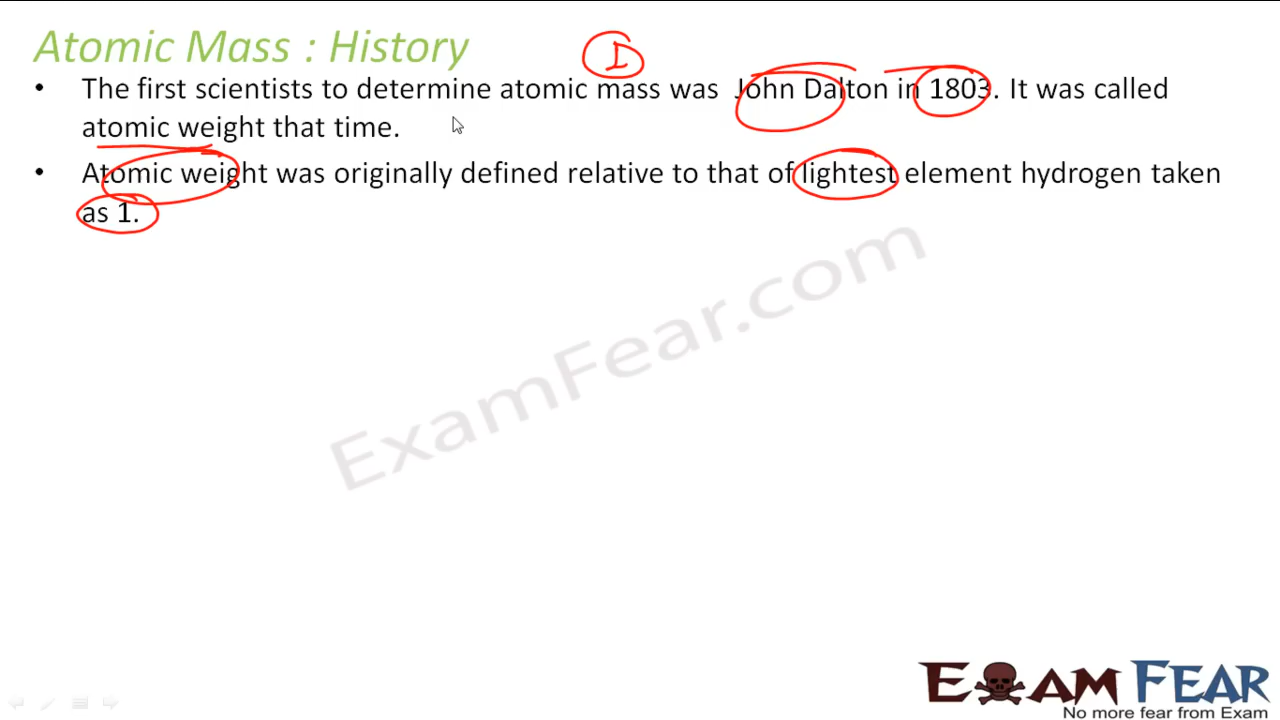 Atomic Mass : History
I
• The first scientists to determine atomic mass was John Dalton in 1803. It was called
atomic weight that time.
• Atomic weight was originally defined relative to that of lightest element hydrogen taken
as 1.
ExamFear.com
EXAM FEAR
No more fear from Exam